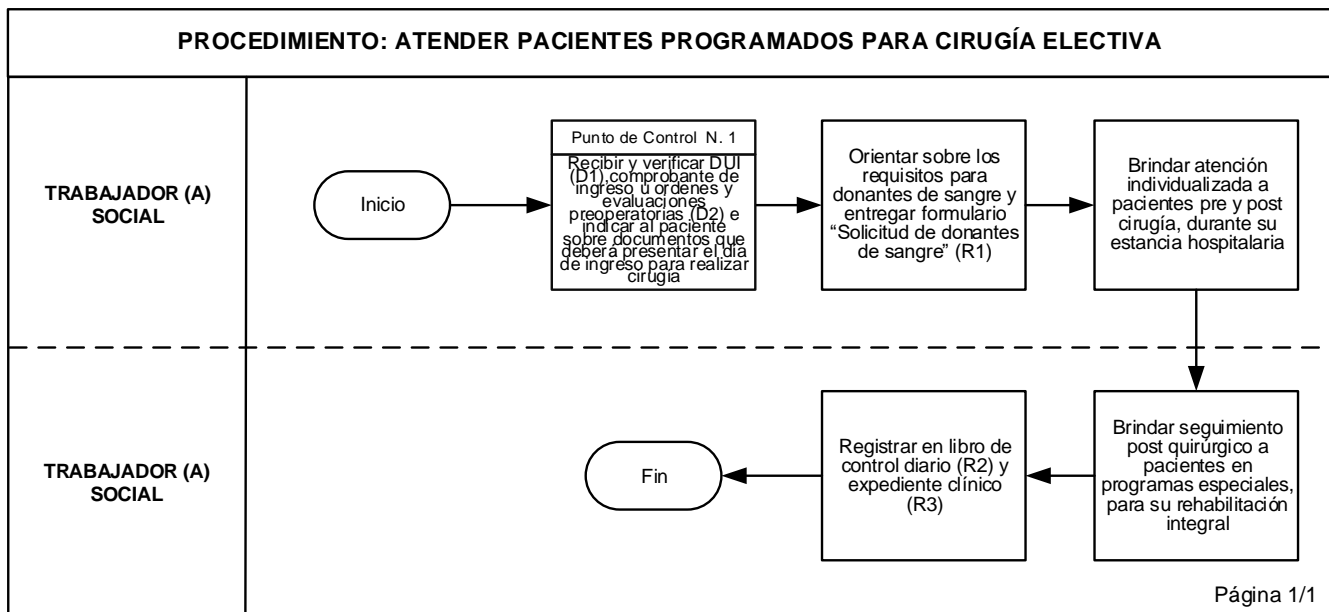 PROCEDIMIENTO: ATENDER PACIENTES PROGRAMADOS PARA CIRUGÍA ELECTIVA
TRABAJADOR (A)
SOCIAL
Inicio
Punto de Control N. 1
Recibir y verificar DUI
(D1),comprobante de
ingreso u ordenes y
evaluaciones
preoperatorias (D2) e
indicar al paciente
sobre documentos que
deberá presentar el día
de ingreso para realizar
cirugía
Orientar sobre los
requisitos para
donantes de sangre y
entregar formulario
“Solicitud de donantes
de sangre” (R1)
Brindar atención
individualizada a
pacientes pre y post
cirugía, durante su
estancia hospitalaria
TRABAJADOR (A)
SOCIAL
Fin
Registrar en libro de
control diario (R2) y
expediente clínico
(R3)
Brindar seguimiento
post quirúrgico a
pacientes en
programas especiales,
para su rehabilitación
integral
Página 1/1